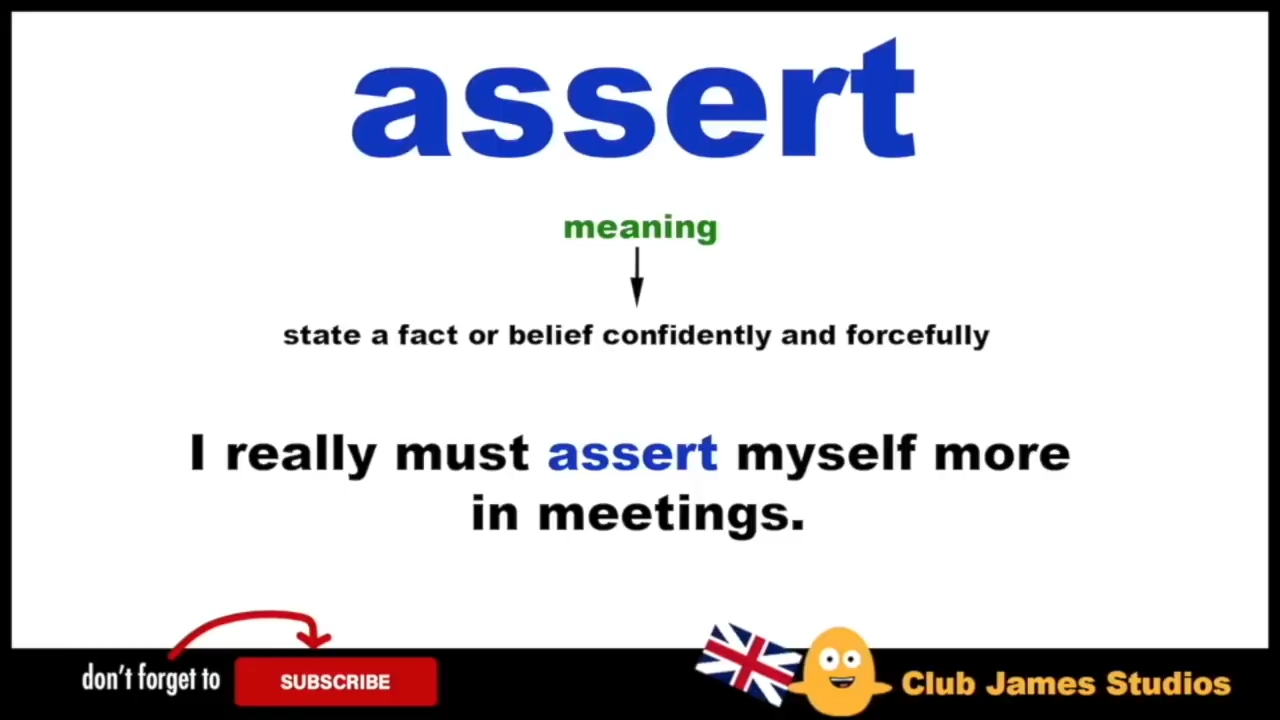 assert
meaning
state a fact or belief confidently and forcefully
I really must assert myself more
in meetings.
don't forget to SUBSCRIBE
Club James Studios